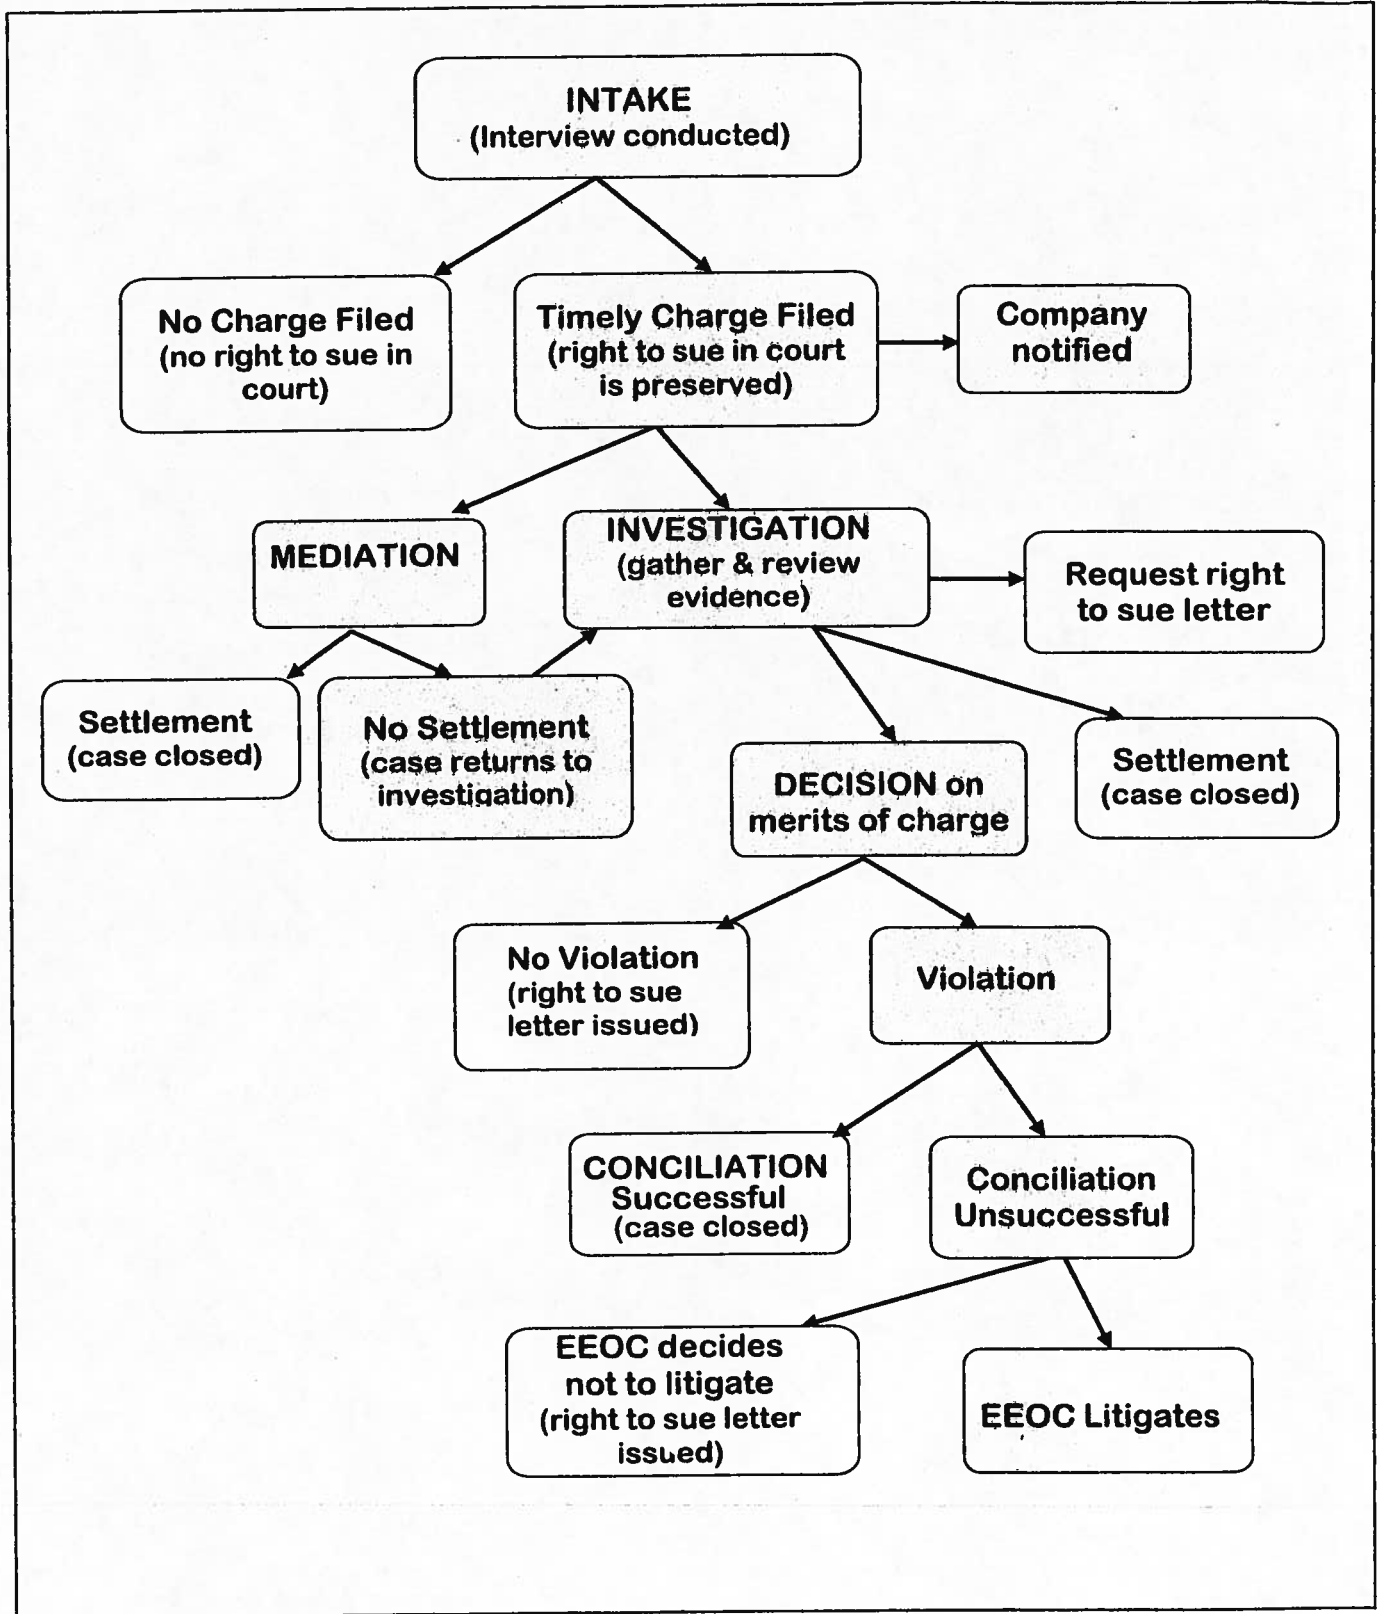 INTAKE
(Interview conducted)
No Charge Filed
(no right to sue in
court)
Timely Charge Filed
(right to sue in court
is preserved)
Company
notified
MEDIATION
INVESTIGATION
(gather & review
evidence)
Request right
to sue letter
Settlement
(case closed)
No Settlement
(case returns to
investigation)
DECISION on
merits of charge
Settlement
(case closed)
No Violation
(right to sue
letter issued)
Violation
CONCILIATION
Successful
(case closed)
Conciliation
Unsuccessful
EEOC decides
not to litigate
(right to sue letter
issued)
EEOC Litigates